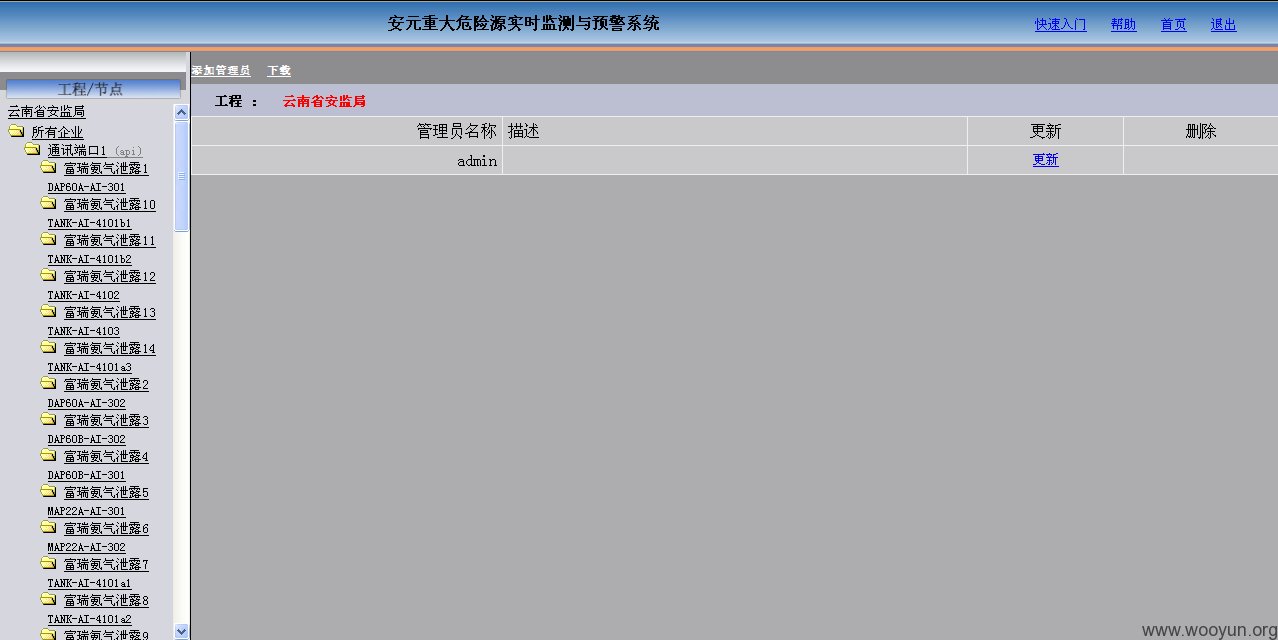 安元重大危险源实时监测与预警系统
快速入门 帮助 首页 退出
添加管理员 下载
工程/节点
工程 : 云南省安监局
云南省安监局
管理员名称 描述 更新 删除
所有企业
通讯端口1 (api)
admin 更新
富瑞氨气泄露1
DAP60A-AI-301
富瑞氨气泄露10
TANK-AI-4101b1
富瑞氨气泄露11
TANK-AI-4101b2
富瑞氨气泄露12
TANK-AI-4102
富瑞氨气泄露13
TANK-AI-4103
富瑞氨气泄露14
TANK-AI-4101a3
富瑞氨气泄露2
DAP60A-AI-302
富瑞氨气泄露3
DAP60B-AI-302
富瑞氨气泄露4
DAP60B-AI-301
富瑞氨气泄露5
MAP22A-AI-301
富瑞氨气泄露6
MAP22A-AI-302
富瑞氨气泄露7
TANK-AI-4101a1
富瑞氨气泄露8
TANK-AI-4101a2
富瑞氨气泄露9
www.wooyun.org